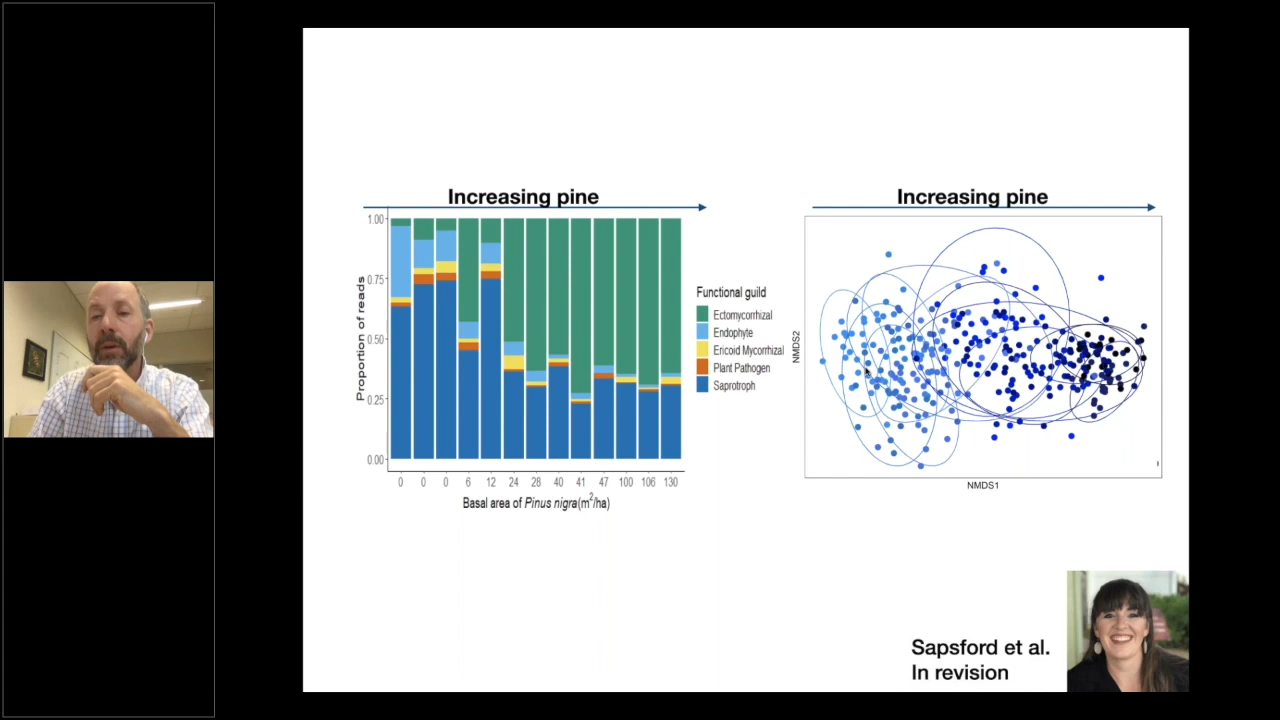 Increasing pine
1.00
0.75
0.50
0.25
0.00
Proportion of reads
0 0 0 6 12 24 28 40 41 47 100 106 130
Basal area of Pinus nigra(m²/ha)
Functional guild
Ectomycorrhizal
Endophyte
Ericoid Mycorrhizal
Plant Pathogen
Saprotroph
Increasing pine
NMDS2
NMDS1
Sapsford et al.
In revision